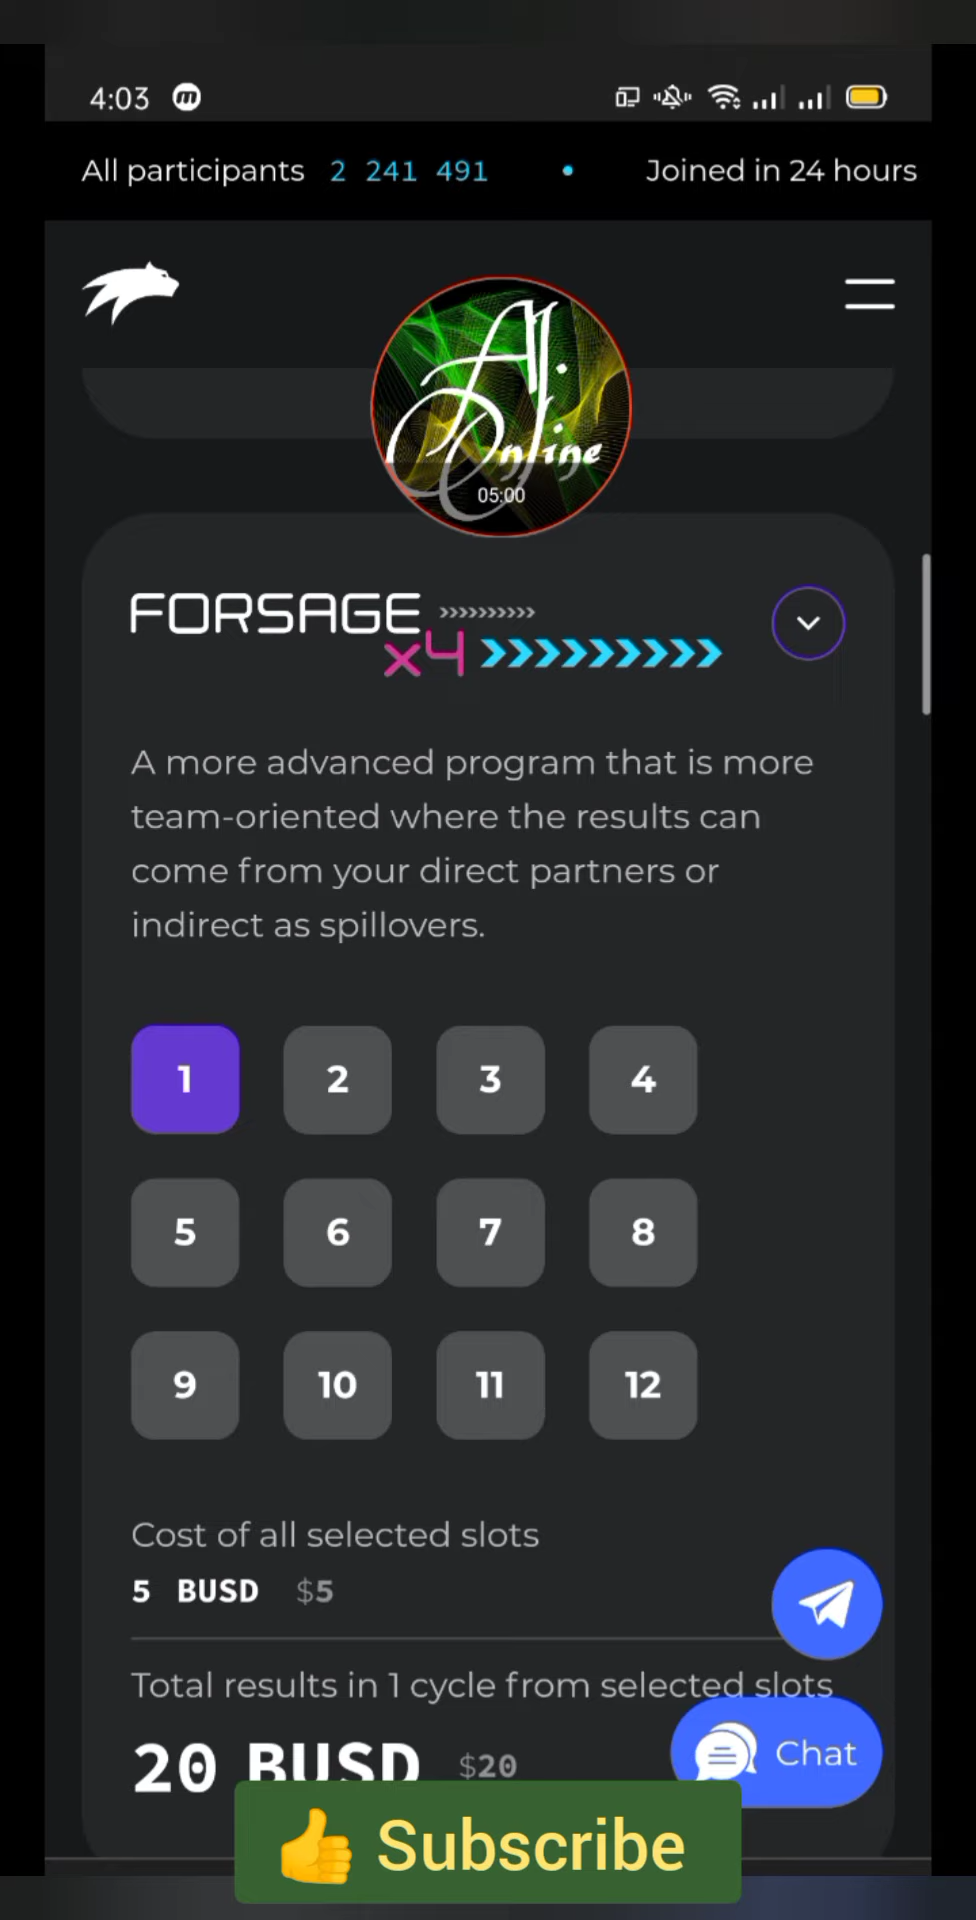 4:03
All participants 2 241 491 • Joined in 24 hours
AJ.
Online
05:00
FORSAGE »»»»»
x4
A more advanced program that is more
team-oriented where the results can
come from your direct partners or
indirect as spillovers.
1 2 3 4
5 6 7 8
9 10 11 12
Cost of all selected slots
5 BUSD $5
Total results in 1 cycle from selected slots
20 BUSD $20
Chat
👍 Subscribe